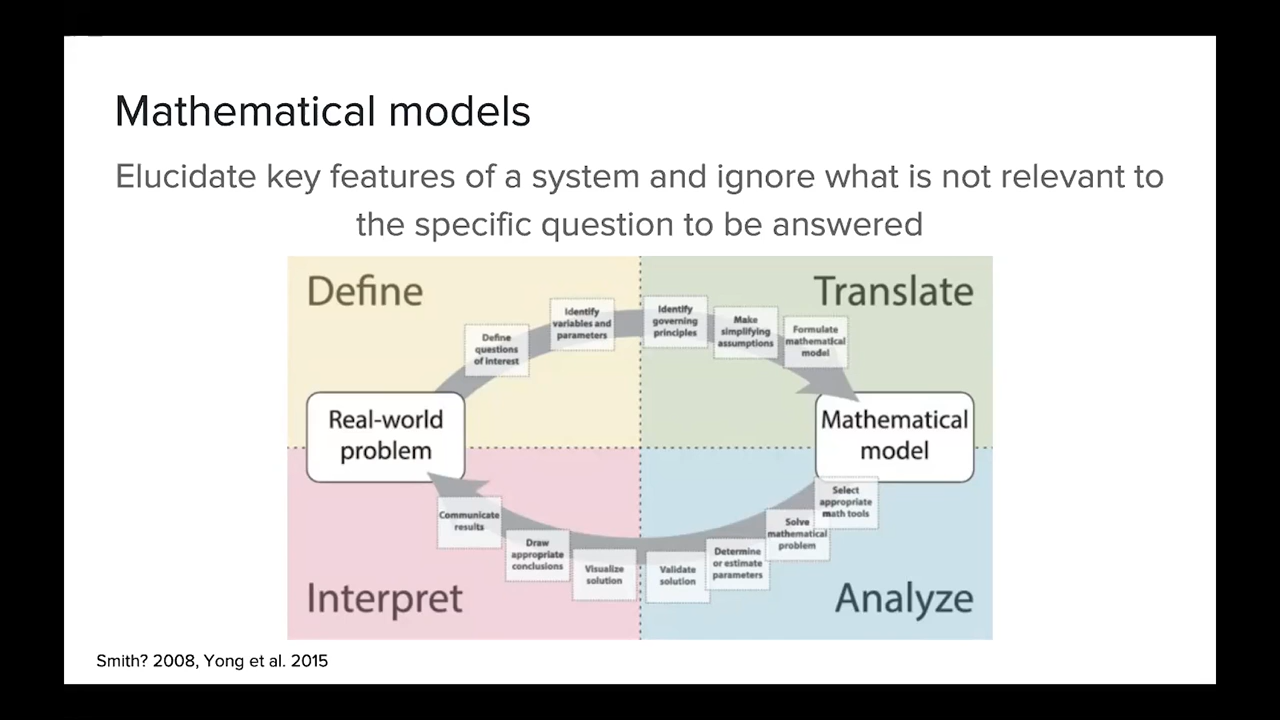 Mathematical models
Elucidate key features of a system and ignore what is not relevant to
the specific question to be answered
Define
Translate
Define
questions
of interest
Identify
variables and
parameters
Identify
governing
principles
Make
simplifying
assumptions
Formulate
mathematical
model
Real-world
problem
Mathematical
model
Select
appropriate
math tools
Solve
mathematical
problem
Determine
or estimate
parameters
Validate
solution
Visualize
solution
Draw
appropriate
conclusions
Communicate
results
Interpret
Analyze
Smith? 2008, Yong et al. 2015